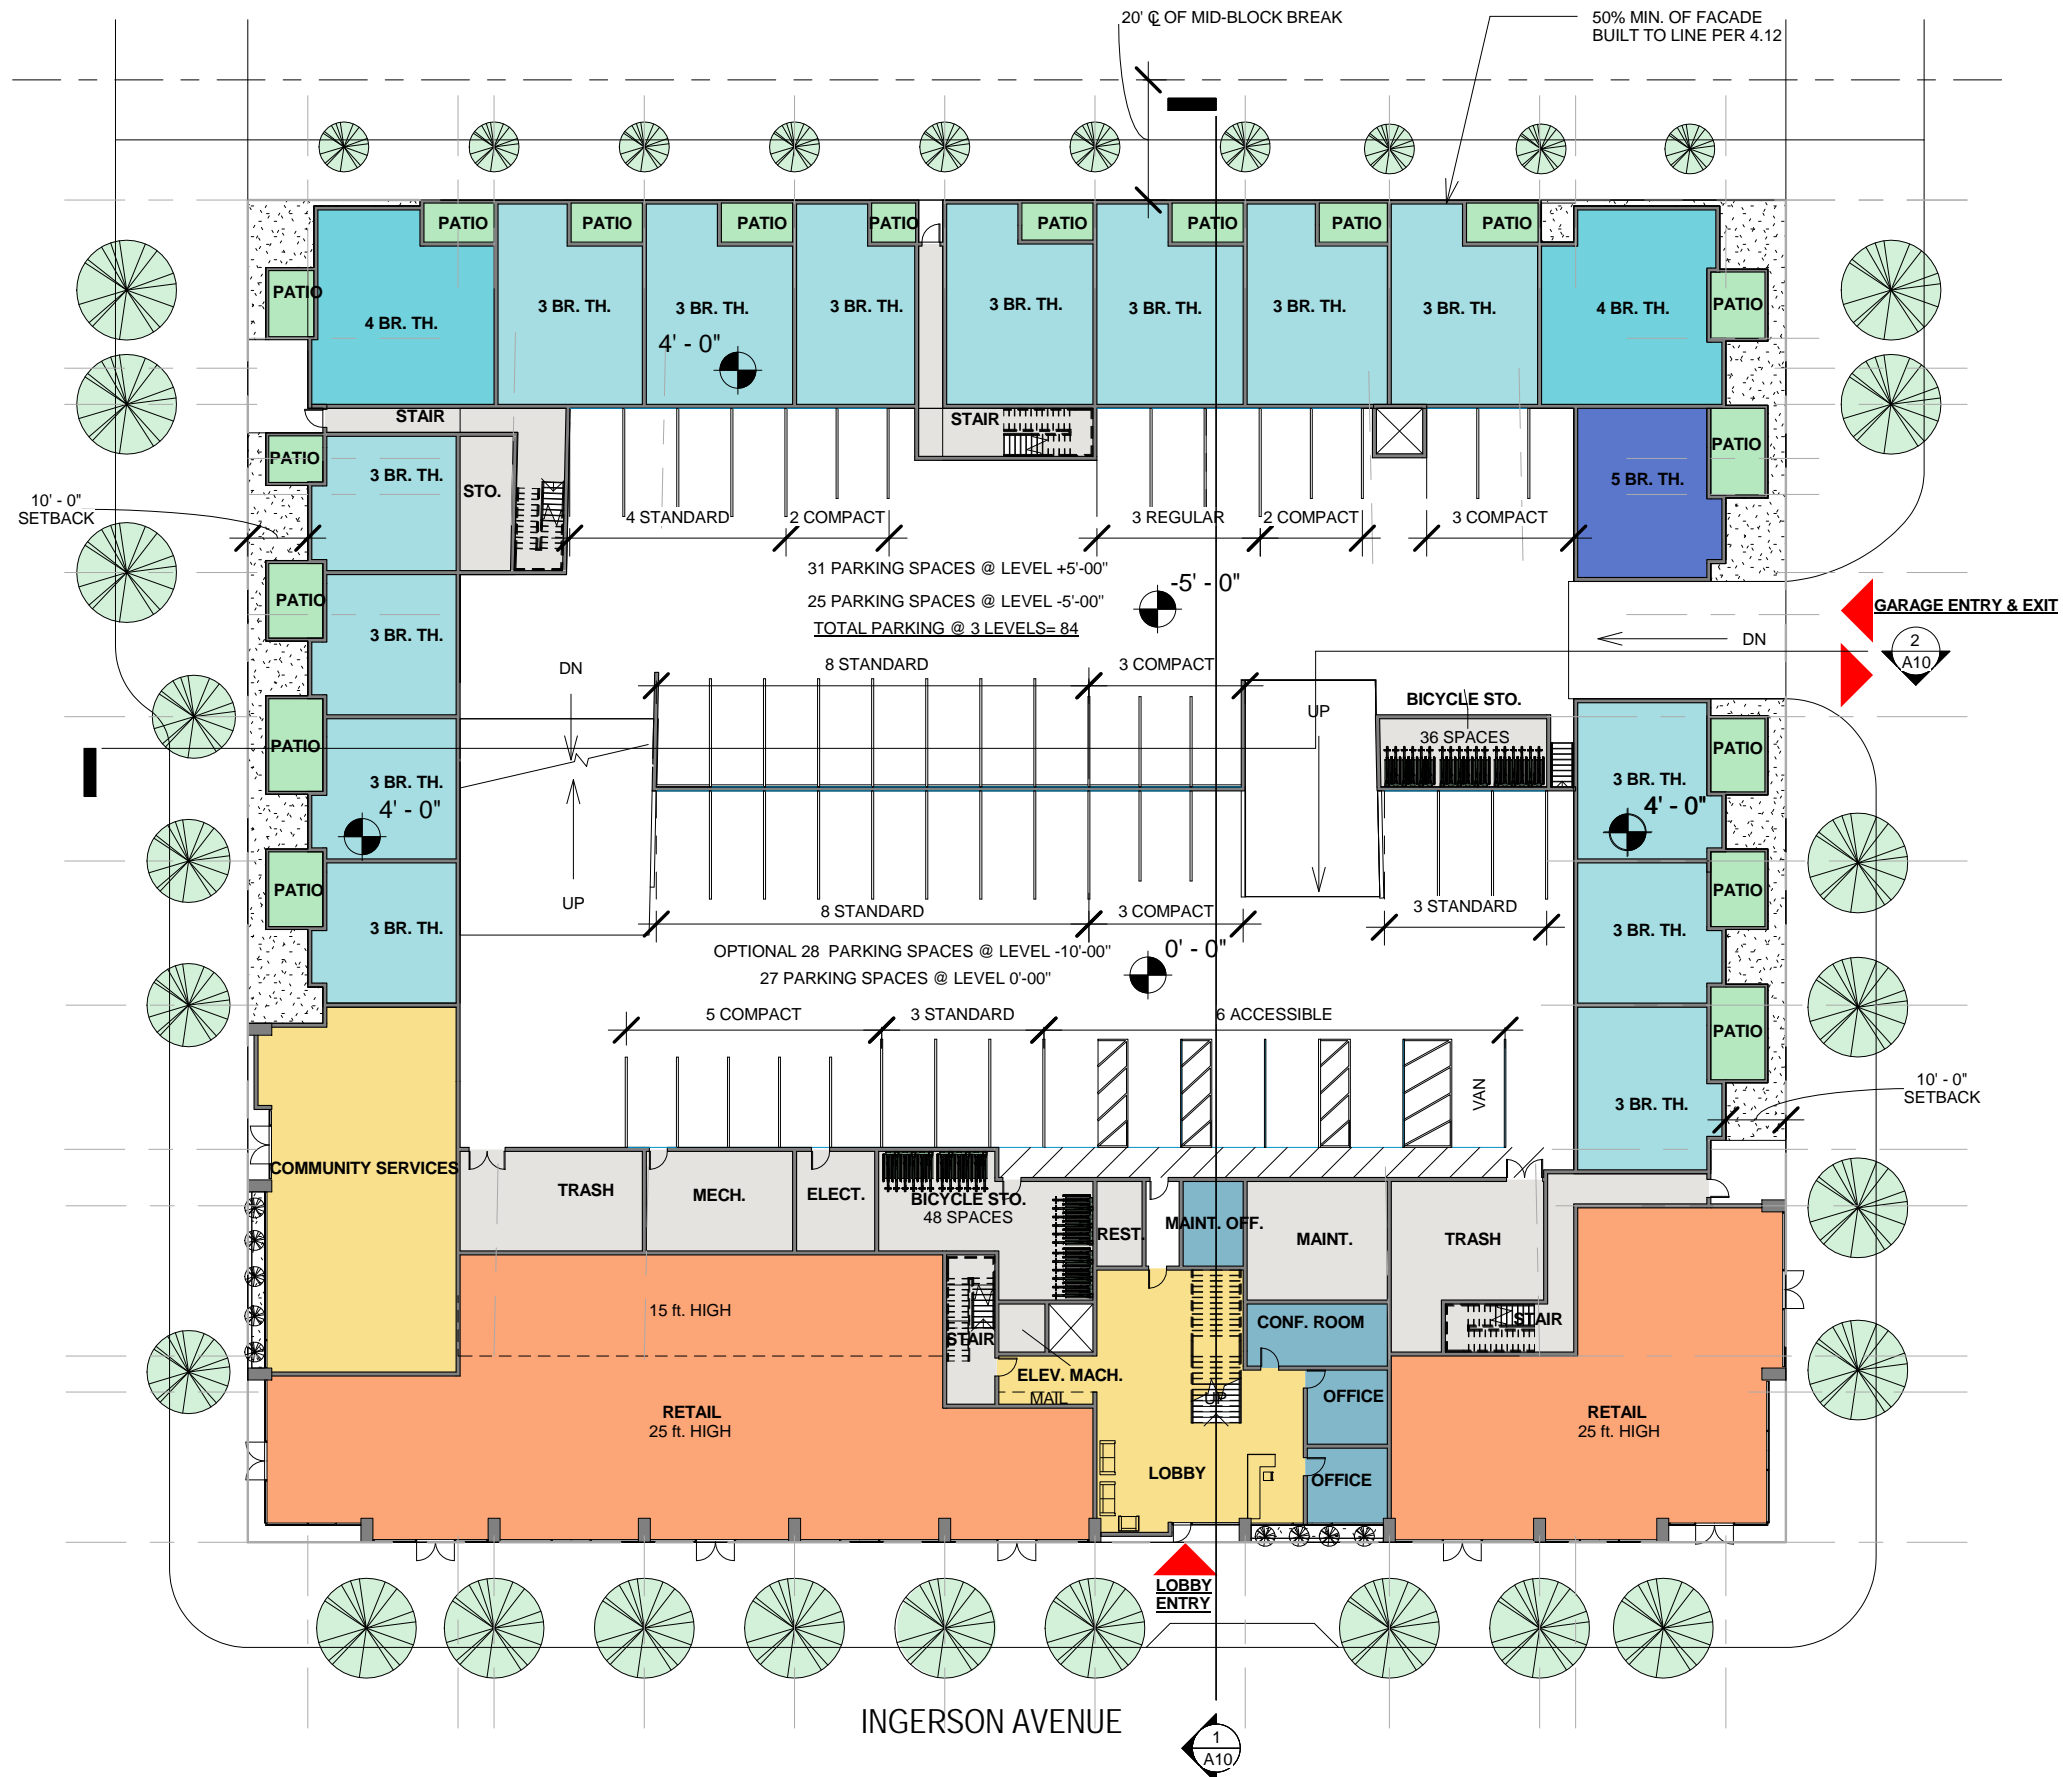 20' ℄ OF MID-BLOCK BREAK
50% MIN. OF FACADE
BUILT TO LINE PER 4.12
PATIO
PATIO
PATIO
PATIO
PATIO
PATIO
PATIO
PATIO
PATIO
PATIO
4 BR. TH.
3 BR. TH.
3 BR. TH.
3 BR. TH.
3 BR. TH.
3 BR. TH.
3 BR. TH.
3 BR. TH.
4 BR. TH.
4' - 0"
STAIR
STAIR
PATIO
PATIO
3 BR. TH.
STO.
5 BR. TH.
10' - 0"
SETBACK
4 STANDARD
2 COMPACT
3 REGULAR
2 COMPACT
3 COMPACT
31 PARKING SPACES @ LEVEL +5'-00"
-5' - 0"
25 PARKING SPACES @ LEVEL -5'-00"
TOTAL PARKING @ 3 LEVELS= 84
PATIO
3 BR. TH.
GARAGE ENTRY & EXIT
DN
2
A10
DN
8 STANDARD
3 COMPACT
UP
BICYCLE STO.
36 SPACES
PATIO
PATIO
3 BR. TH.
4' - 0"
3 BR. TH.
4' - 0"
PATIO
PATIO
UP
8 STANDARD
3 COMPACT
3 STANDARD
3 BR. TH.
3 BR. TH.
OPTIONAL 28 PARKING SPACES @ LEVEL -10'-00"
0' - 0"
27 PARKING SPACES @ LEVEL 0'-00"
5 COMPACT
3 STANDARD
6 ACCESSIBLE
PATIO
VAN
3 BR. TH.
10' - 0"
SETBACK
COMMUNITY SERVICES
TRASH
MECH.
ELECT.
BICYCLE STO.
48 SPACES
REST.
MAINT. OFF.
MAINT.
TRASH
15 ft. HIGH
STAIR
CONF. ROOM
STAIR
ELEV. MACH.
MAIL
UP
OFFICE
RETAIL
25 ft. HIGH
RETAIL
25 ft. HIGH
LOBBY
OFFICE
LOBBY
ENTRY
INGERSON AVENUE
1
A10